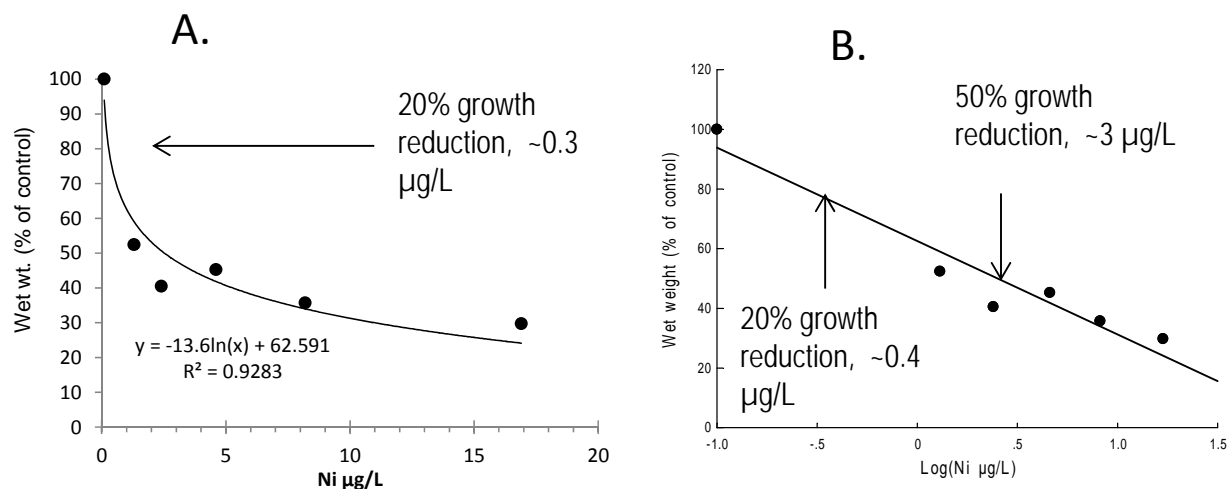 A.
Wet wt. (% of control)
100
90
80
70
60
50
40
30
20
10
0
20% growth
reduction, ~0.3
µg/L
y = -13.6ln(x) + 62.591
R² = 0.9283
0
5
10
15
20
Ni µg/L
B.
Wet weight (% of control)
120
100
80
60
40
20
0
50% growth
reduction, ~3 µg/L
20% growth
reduction, ~0.4
µg/L
-1.0
-.5
0
.5
1.0
1.5
Log(Ni µg/L)